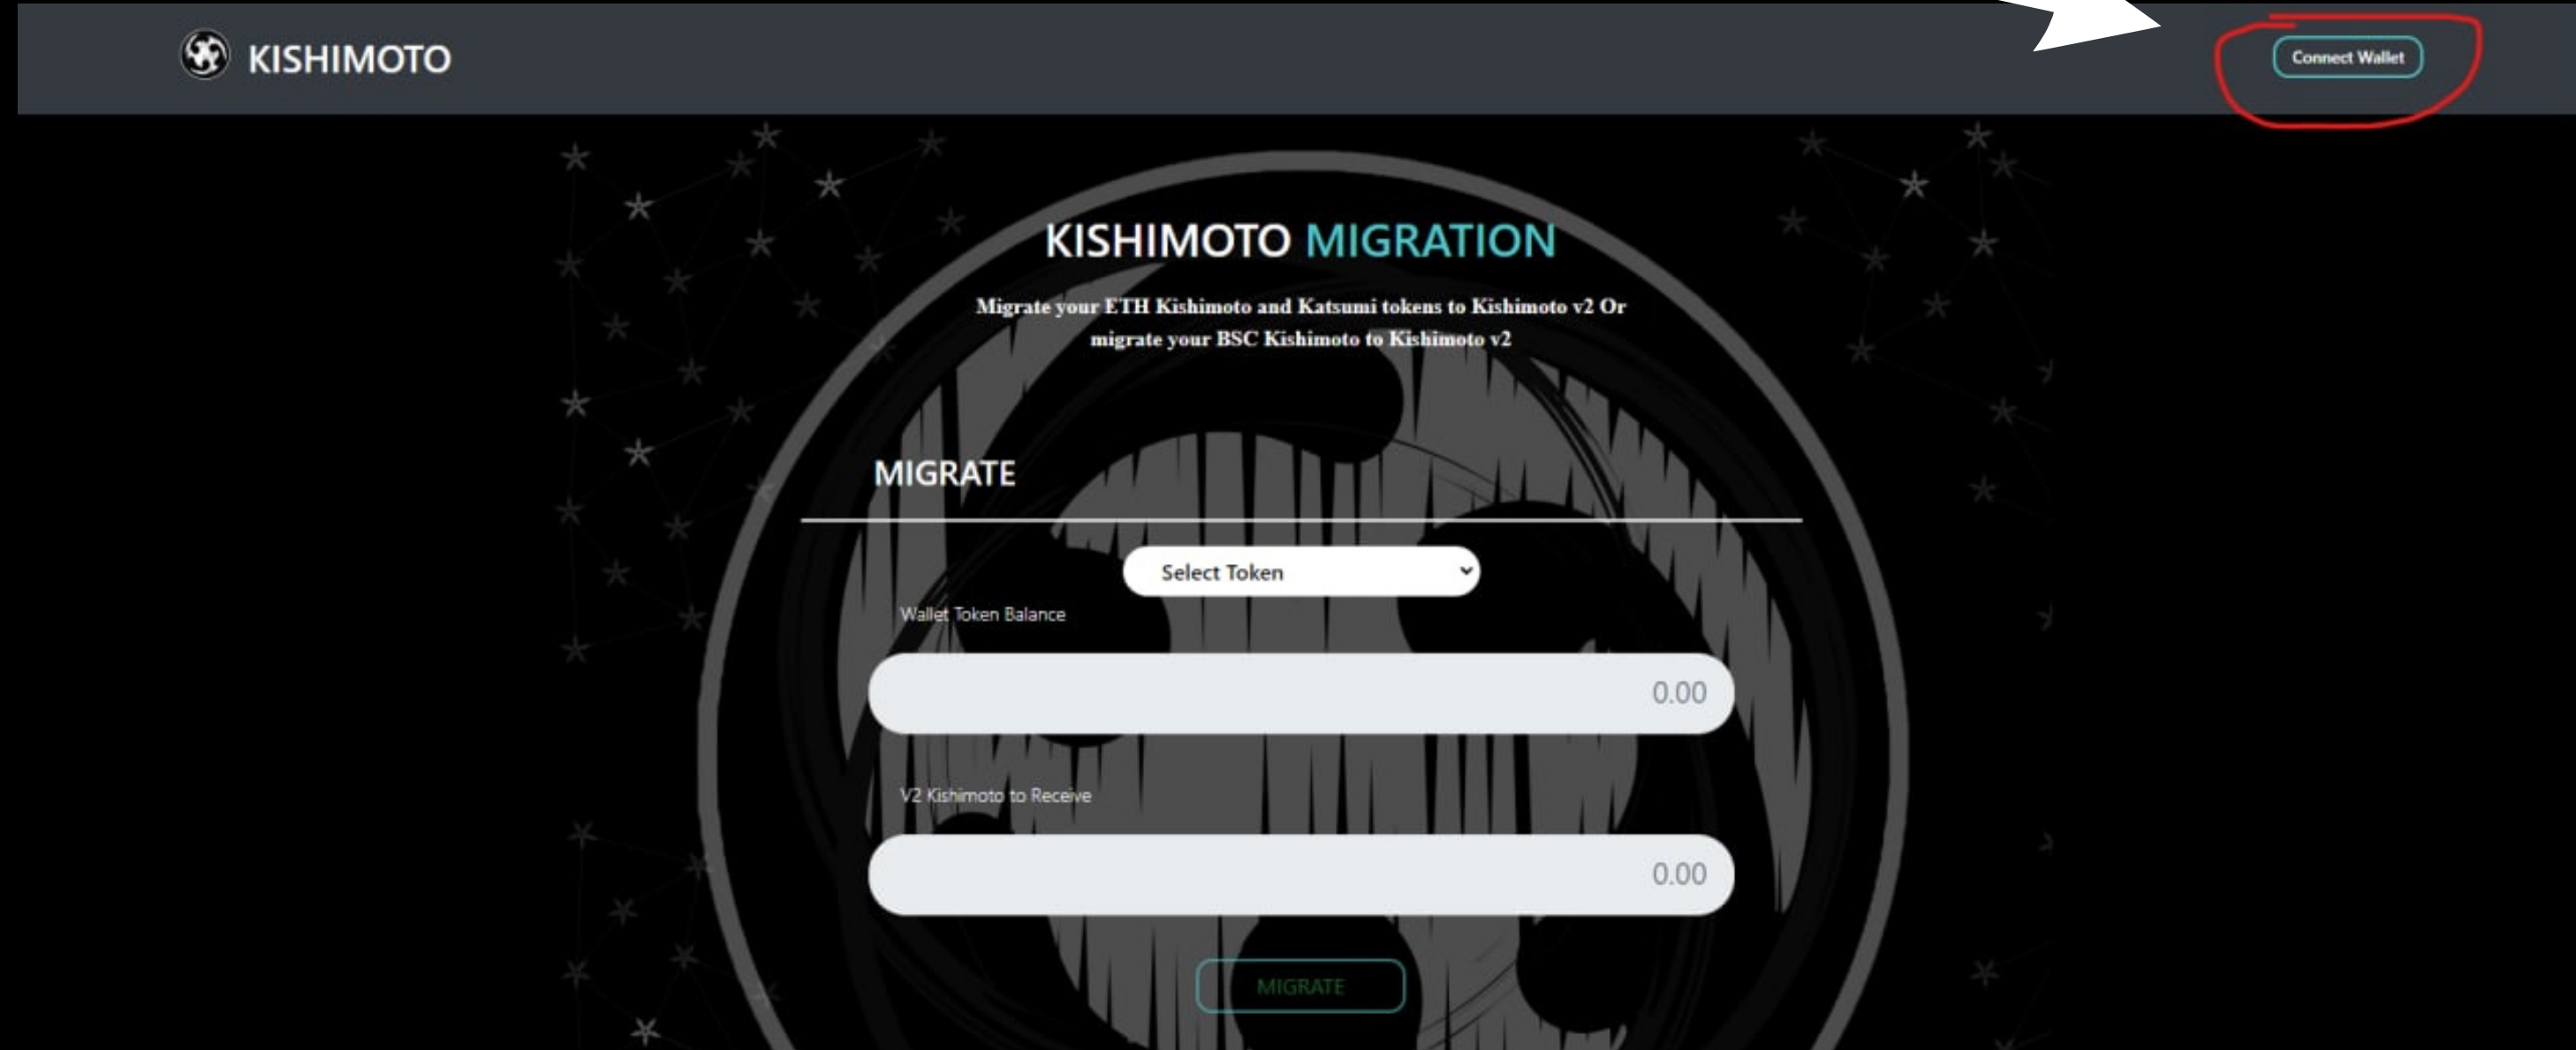 KISHIMOTO
Connect Wallet
KISHIMOTO MIGRATION
Migrate your ETH Kishimoto and Katsumi tokens to Kishimoto v2 Or
migrate your BSC Kishimoto to Kishimoto v2
MIGRATE
Select Token
Wallet Token Balance
0.00
V2 Kishimoto to Receive
0.00
MIGRATE